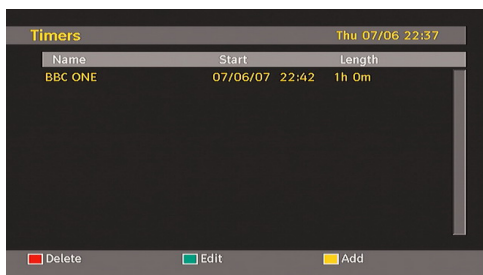 Timers Thu 07/06 22:37
Name Start Length
BBC ONE 07/06/07 22:42 1h 0m
Delete Edit Add